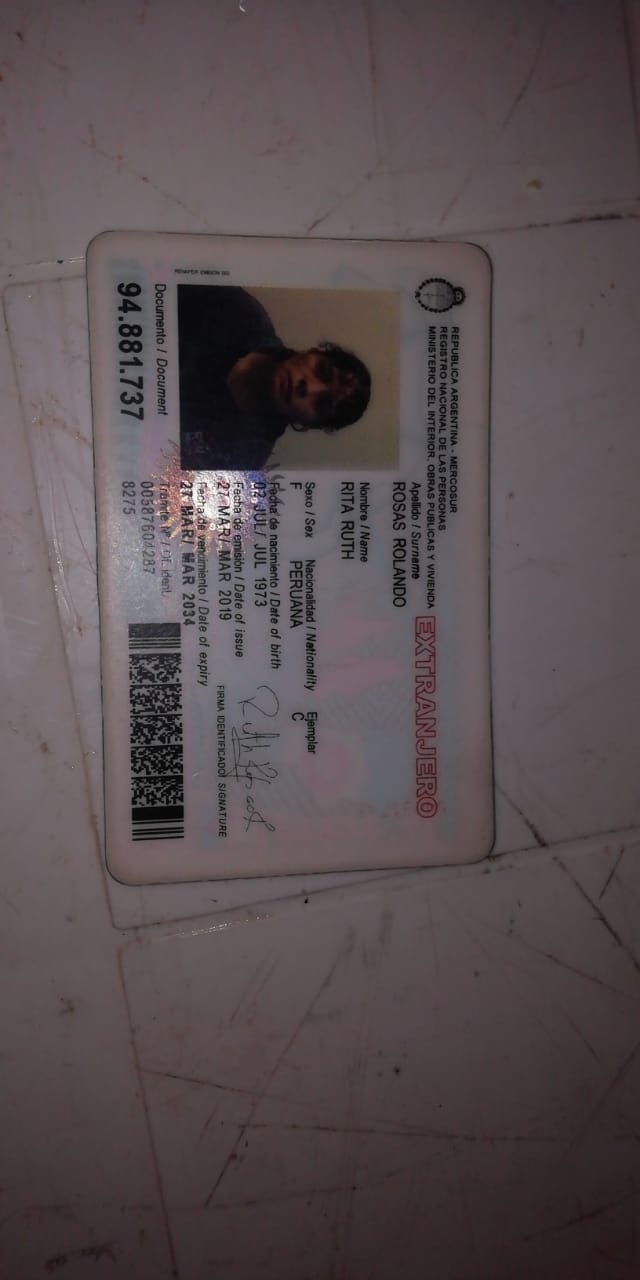 REPUBLICA ARGENTINA - MERCOSUR
REGISTRO NACIONAL DE LAS PERSONAS
MINISTERIO DEL INTERIOR, OBRAS PUBLICAS Y VIVIENDA
EXTRANJERO
Apellido / Surname
ROSAS ROLANDO
Nombre / Name
RITA RUTH
Sexo / Sex Nacionalidad / Nationality Ejemplar
F PERUANA C
Fecha de nacimiento / Date of birth
02 JUL/ JUL 1973
Fecha de emisión / Date of issue
27 MAR/ MAR 2019
Fecha de vencimiento / Date of expiry
27 MAR/ MAR 2034
FIRMA IDENTIFICADO/ SIGNATURE
Documento / Document
94.881.737
Trámite Nº / Of. ident.
00587604287
8275